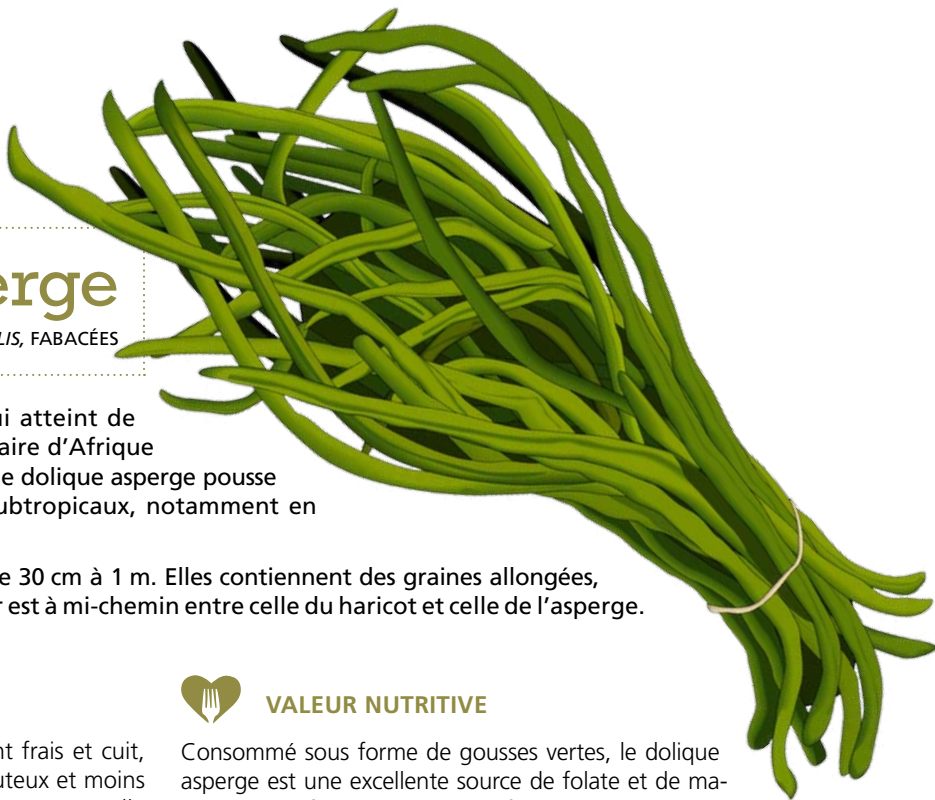 erge
LIS, FABACÉES
ui atteint de
aire d’Afrique
e dolique asperge pousse
ubtropicaux, notamment en
e 30 cm à 1 m. Elles contiennent des graines allongées,
r est à mi-chemin entre celle du haricot et celle de l’asperge.
nt frais et cuit,
uteux et moins
VALEUR NUTRITIVE
Consommé sous forme de gousses vertes, le dolique
asperge est une excellente source de folate et de ma-